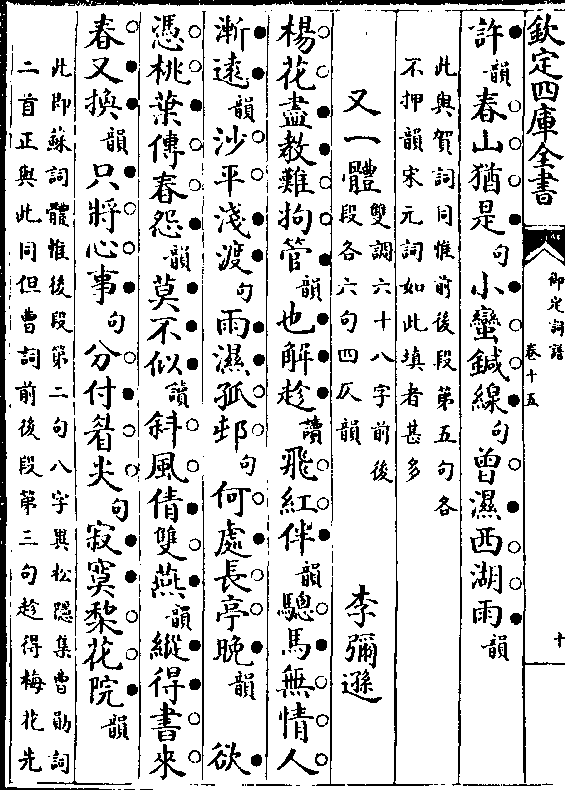 欽定四庫全書
御定詞譜
卷十五
十
許韻春山猶是句小蠻鍼線句曾濕西湖雨韻
此與賀詞同惟前後段第五句各
不押韻宋元詞如此填者甚多
又一體雙調六十八字前後
段各六句四仄韻
李彌遜
楊花盡教難拘管韻也解趁讀飛紅伴韻驄馬無情人
漸遠韻沙平淺渡句雨濕孤邨句何處長亭晚韻欲
憑桃葉傳春怨韻莫不似讀斜風倩雙燕韻縱得書來
春又換韻只將心事句分付眉尖句寂寞棃花院韻
此即蘇詞體惟後段第二句八字與松隱集曹勛詞
二首正與此同但曹詞前後段第三句趁得梅花先